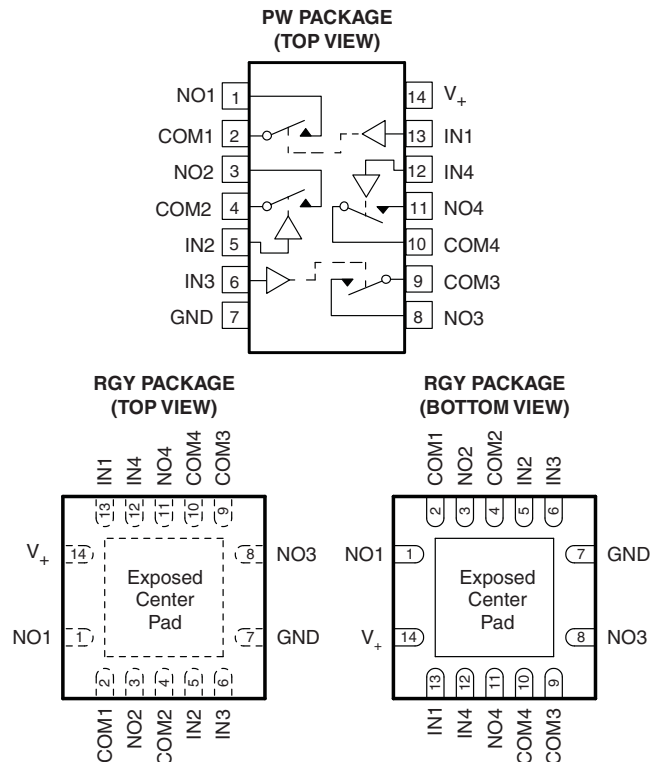 PW PACKAGE
(TOP VIEW)
NO1 1
14 V+
COM1 2
13 IN1
NO2 3
12 IN4
COM2 4
11 NO4
IN2 5
10 COM4
IN3 6
9 COM3
GND 7
8 NO3
RGY PACKAGE
(TOP VIEW)
IN1 IN4 NO4 COM4 COM3
13 12 11 10 9
V+ 14
8 NO3
Exposed
Center
Pad
NO1 1
7 GND
2 3 4 5 6
COM1 NO2 COM2 IN2 IN3
RGY PACKAGE
(BOTTOM VIEW)
COM1 NO2 COM2 IN2 IN3
2 3 4 5 6
NO1 1
7 GND
Exposed
Center
Pad
V+ 14
8 NO3
13 12 11 10 9
IN1 IN4 NO4 COM4 COM3